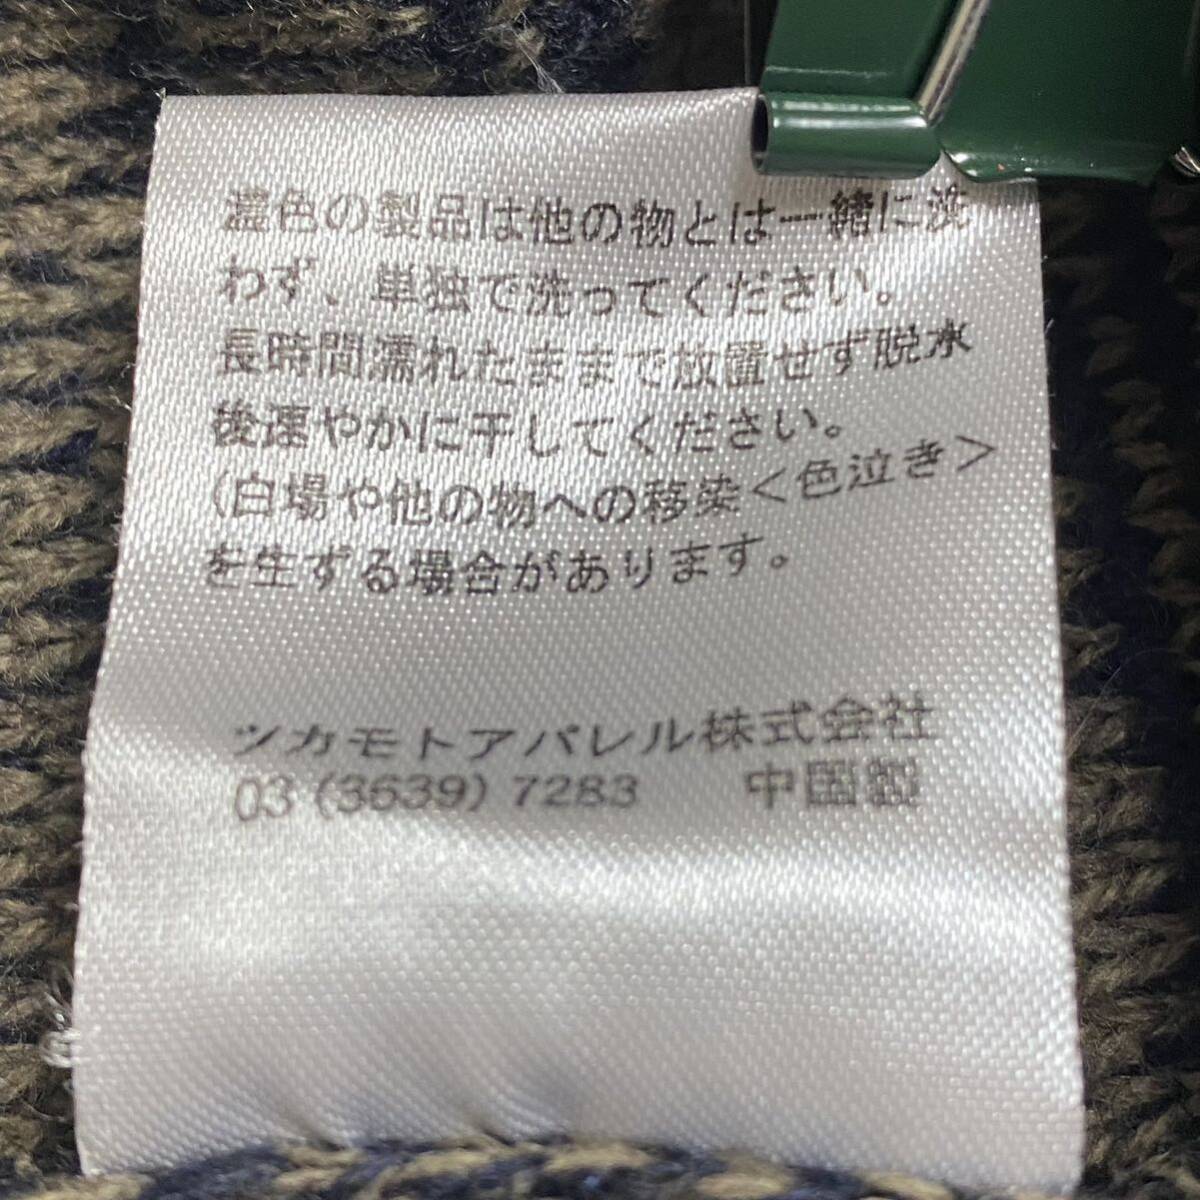 濃色の製品は他の物とは一緒に洗
わず、単独で洗ってください。
長時間濡れたままで放置せず脱水
後速やかに干してください。
(白場や他の物への移染＜色泣き＞
を生ずる場合があります。
ツカモトアパレル株式会社
03 (3639) 7283　中国製